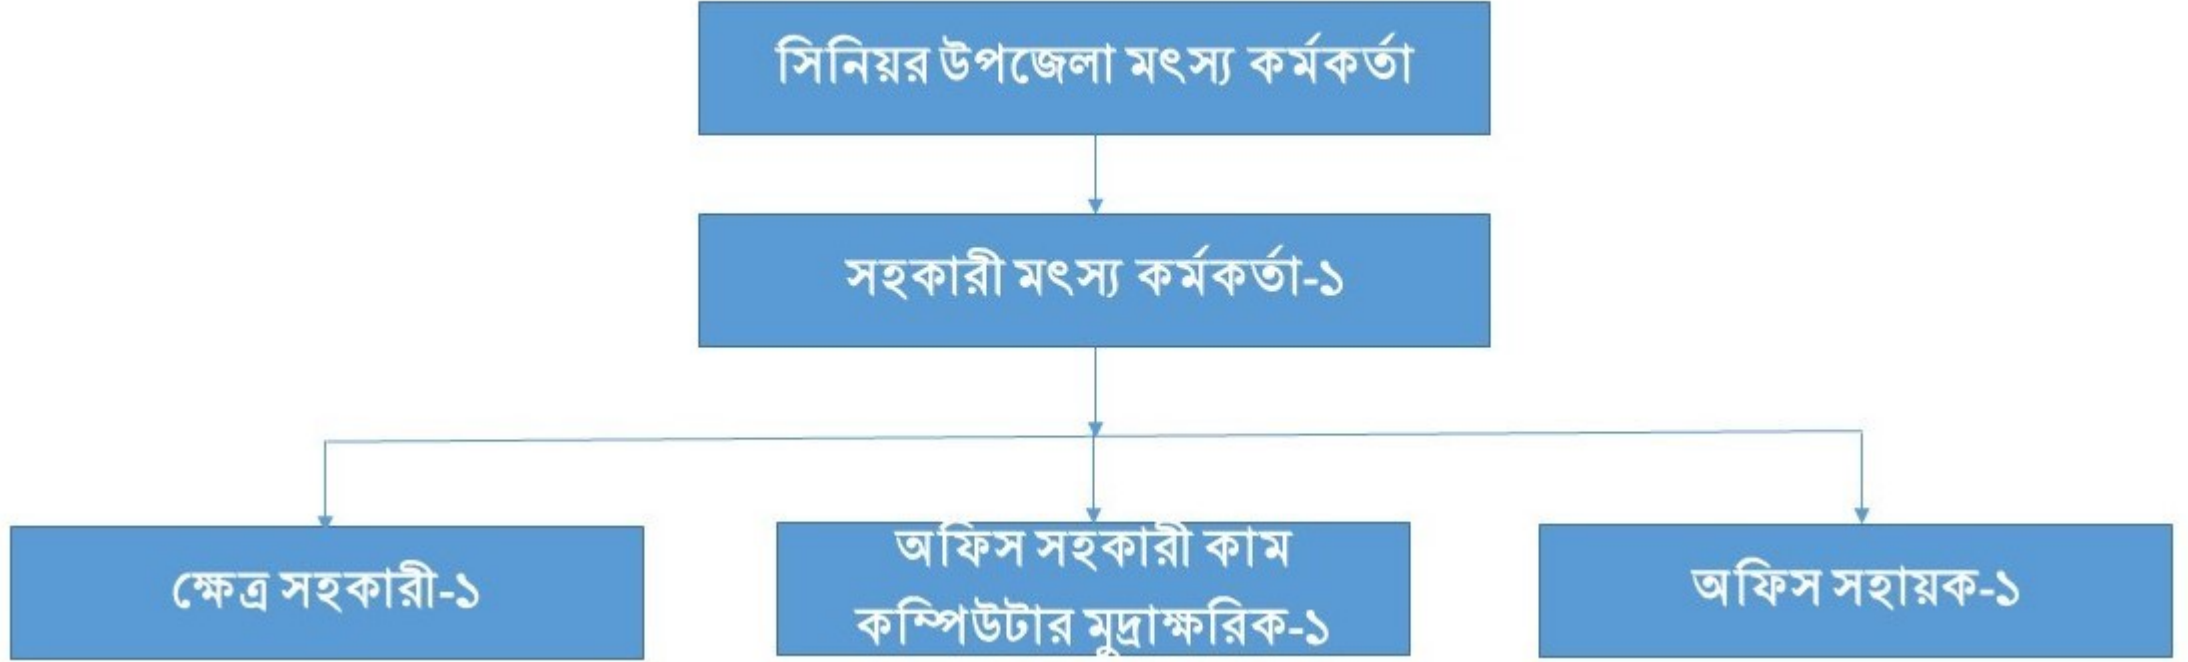 সিনিয়র উপজেলা মৎস্য কর্মকর্তা
সহকারী মৎস্য কর্মকর্তা-১
ক্ষেত্র সহকারী-১
অফিস সহকারী কাম
কম্পিউটার মুদ্রাক্ষরিক-১
অফিস সহায়ক-১